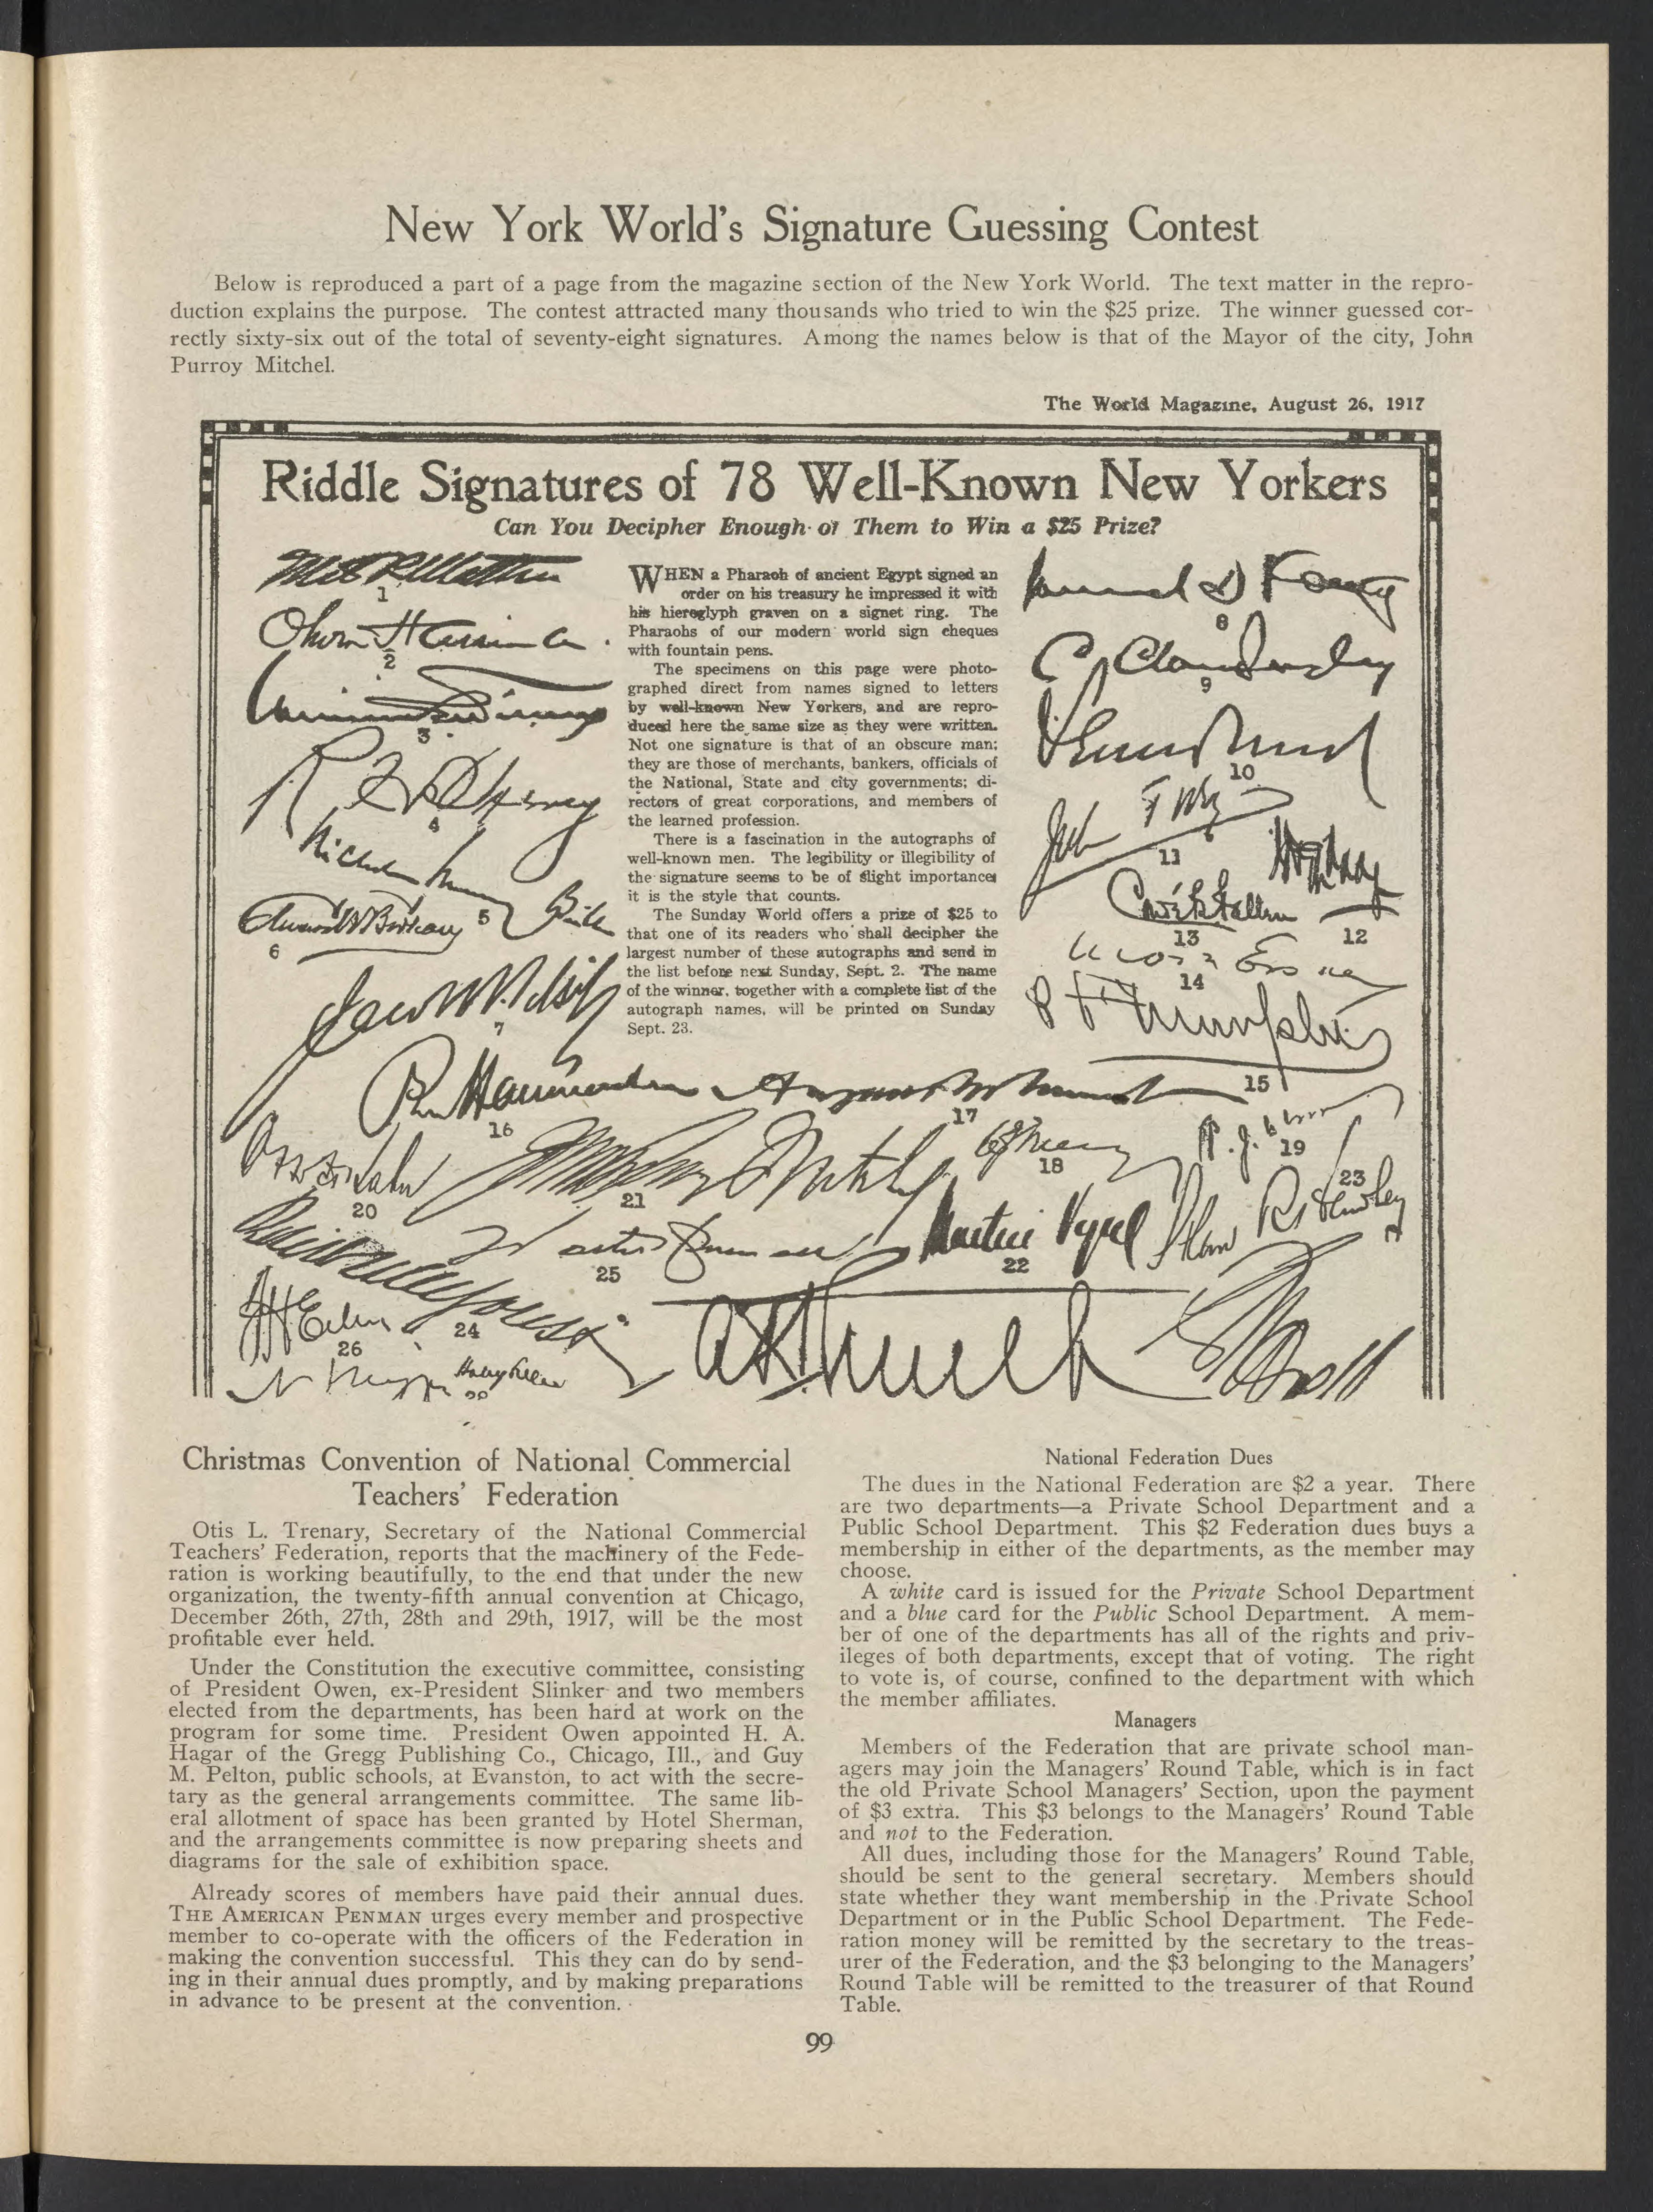 New York World's Signature Guessing Contest
Below is reproduced a part of a page from the magazine section of the New York World. The text matter in the repro-
duction explains the purpose. The contest attracted many thousands who tried to win the $25 prize. The winner guessed cor-
rectly sixty-six out of the total of seventy-eight signatures. Among the names below is that of the Mayor of the city, John
Purroy Mitchel.
The World Magazine, August 26, 1917
Riddle Signatures of 78 Well-Known New Yorkers
Can You Decipher Enough of Them to Win a $25 Prize?
1
2
3
4
5
6
7
WHEN a Pharaoh of ancient Egypt signed an
order on his treasury he impressed it with
his hieroglyph graven on a signet ring. The
Pharaohs of our modern world sign cheques
with fountain pens.
The specimens on this page were photo-
graphed direct from names signed to letters
by well-known New Yorkers, and are repro-
duced here the same size as they were written.
Not one signature is that of an obscure man;
they are those of merchants, bankers, officials of
the National, State and city governments; di-
rectors of great corporations, and members of
the learned profession.
There is a fascination in the autographs of
well-known men. The legibility or illegibility of
the signature seems to be of slight importance;
it is the style that counts.
The Sunday World offers a prize of $25 to
that one of its readers who shall decipher the
largest number of these autographs and send in
the list before next Sunday, Sept. 2. The name
of the winner, together with a complete list of the
autograph names, will be printed on Sunday
Sept. 23.
8
9
10
11
12
13
14
15
16
17
18
19
20
21
22
23
24
25
26
Christmas Convention of National Commercial
Teachers' Federation
Otis L. Trenary, Secretary of the National Commercial
Teachers' Federation, reports that the machinery of the Fede-
ration is working beautifully, to the end that under the new
organization, the twenty-fifth annual convention at Chicago,
December 26th, 27th, 28th and 29th, 1917, will be the most
profitable ever held.
Under the Constitution the executive committee, consisting
of President Owen, ex-President Slinker and two members
elected from the departments, has been hard at work on the
program for some time. President Owen appointed H. A.
Hagar of the Gregg Publishing Co., Chicago, Ill., and Guy
M. Pelton, public schools, at Evanston, to act with the secre-
tary as the general arrangements committee. The same lib-
eral allotment of space has been granted by Hotel Sherman,
and the arrangements committee is now preparing sheets and
diagrams for the sale of exhibition space.
Already scores of members have paid their annual dues.
THE AMERICAN PENMAN urges every member and prospective
member to co-operate with the officers of the Federation in
making the convention successful. This they can do by send-
ing in their annual dues promptly, and by making preparations
in advance to be present at the convention.
National Federation Dues
The dues in the National Federation are $2 a year. There
are two departments—a Private School Department and a
Public School Department. This $2 Federation dues buys a
membership in either of the departments, as the member may
choose.
A white card is issued for the Private School Department
and a blue card for the Public School Department. A mem-
ber of one of the departments has all of the rights and priv-
ileges of both departments, except that of voting. The right
to vote is, of course, confined to the department with which
the member affiliates.
Managers
Members of the Federation that are private school man-
agers may join the Managers' Round Table, which is in fact
the old Private School Managers' Section, upon the payment
of $3 extra. This $3 belongs to the Managers' Round Table
and not to the Federation.
All dues, including those for the Managers' Round Table,
should be sent to the general secretary. Members should
state whether they want membership in the Private School
Department or in the Public School Department. The Fede-
ration money will be remitted by the secretary to the treas-
urer of the Federation, and the $3 belonging to the Managers'
Round Table will be remitted to the treasurer of that Round
Table.
99